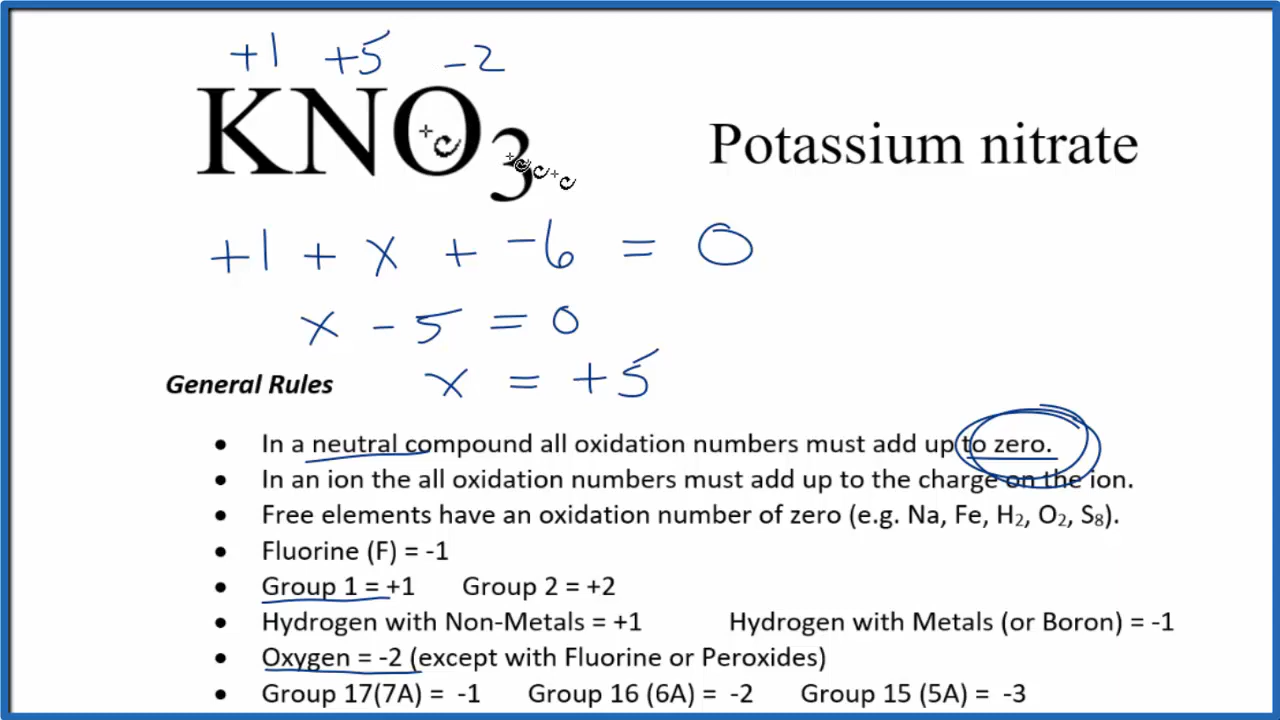 +1 +5 -2
KNO₃ Potassium nitrate
+1 + x + -6 = 0
x - 5 = 0
x = +5
General Rules
• In a neutral compound all oxidation numbers must add up to zero.
• In an ion the all oxidation numbers must add up to the charge on the ion.
• Free elements have an oxidation number of zero (e.g. Na, Fe, H₂, O₂, S₈).
• Fluorine (F) = -1
• Group 1 = +1 Group 2 = +2
• Hydrogen with Non-Metals = +1 Hydrogen with Metals (or Boron) = -1
• Oxygen = -2 (except with Fluorine or Peroxides)
• Group 17(7A) = -1 Group 16 (6A) = -2 Group 15 (5A) = -3